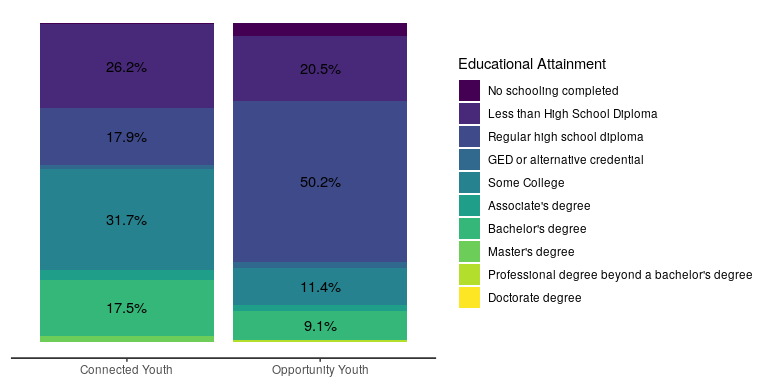 Educational Attainment
No schooling completed
Less than High School Diploma
Regular high school diploma
GED or alternative credential
Some College
Associate's degree
Bachelor's degree
Master's degree
Professional degree beyond a bachelor's degree
Doctorate degree
26.2%
17.9%
31.7%
17.5%
20.5%
50.2%
11.4%
9.1%
Connected Youth
Opportunity Youth